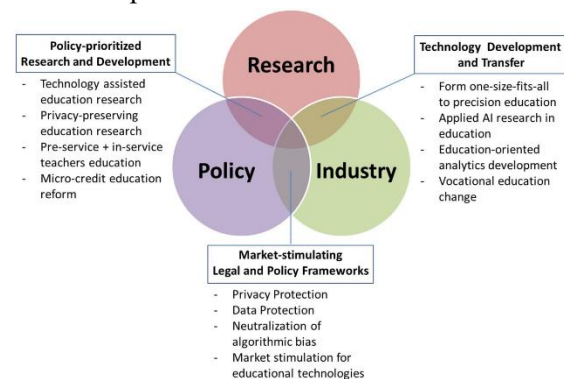 Policy-prioritized
Research and Development
- Technology assisted
education research
- Privacy-preserving
education research
- Pre-service + in-service
teachers education
- Micro-credit education
reform
Research
Policy
Industry
Technology Development
and Transfer
- Form one-size-fits-all
to precision education
- Applied AI research in
education
- Education-oriented
analytics development
- Vocational education
change
Market-stimulating
Legal and Policy Frameworks
- Privacy Protection
- Data Protection
- Neutralization of
algorithmic bias
- Market stimulation for
educational technologies